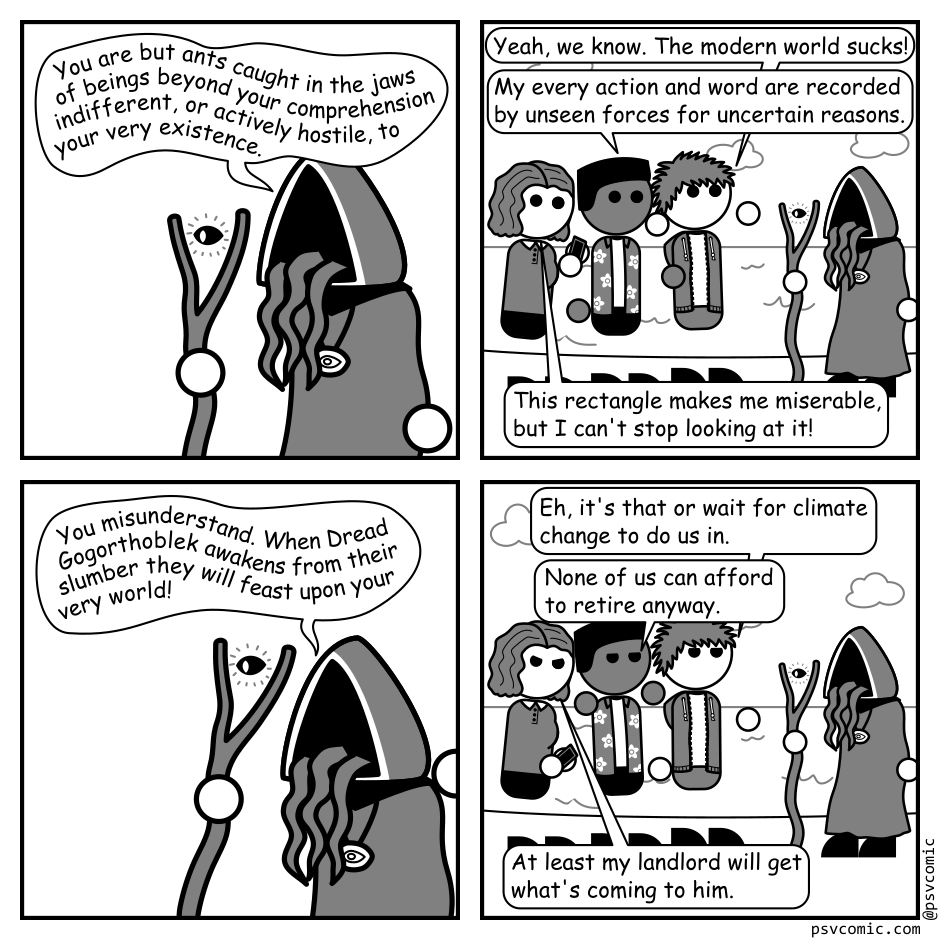 You are but ants caught in the jaws
of beings beyond your comprehension
indifferent, or actively hostile, to
your very existence.
Yeah, we know. The modern world sucks!
My every action and word are recorded
by unseen forces for uncertain reasons.
This rectangle makes me miserable,
but I can't stop looking at it!
You misunderstand. When Dread
Gogorthoblek awakens from their
slumber they will feast upon your
very world!
Eh, it's that or wait for climate
change to do us in.
None of us can afford
to retire anyway.
At least my landlord will get
what's coming to him.
@psvcomic
psvcomic.com